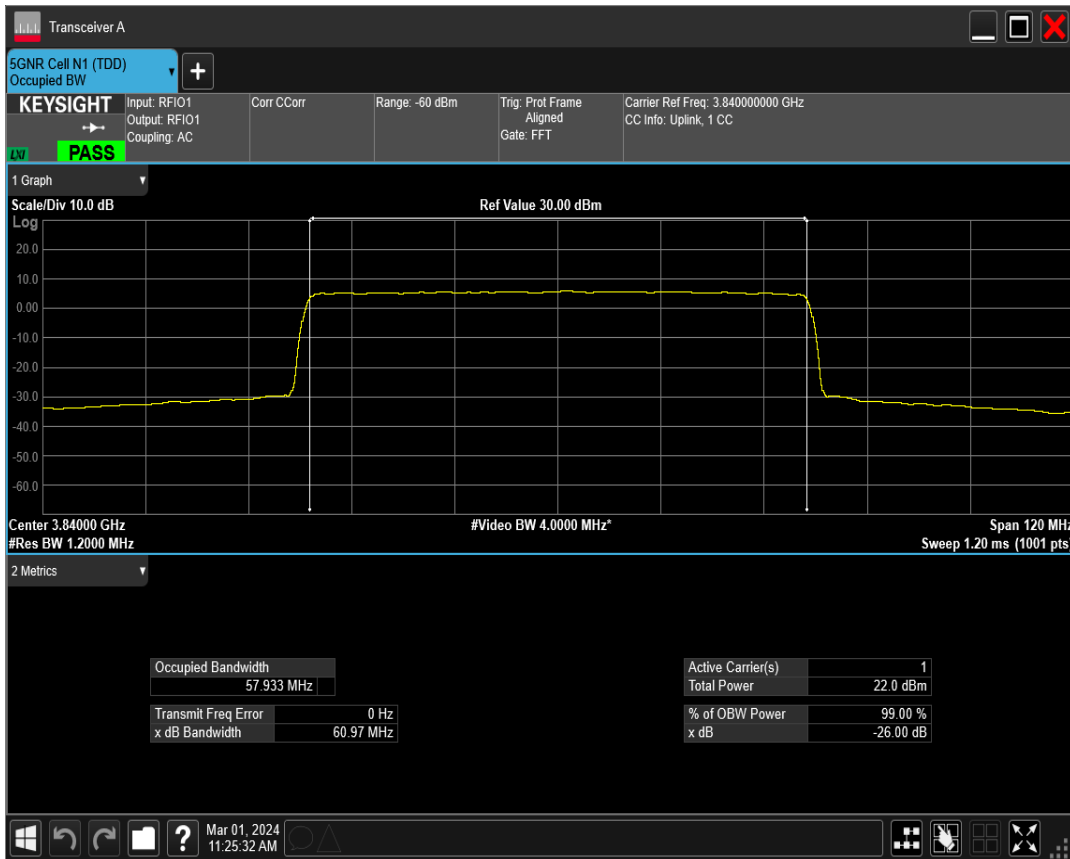 Transceiver A
5GNR Cell N1 (TDD)
Occupied BW
+
KEYSIGHT
LXI
PASS
Input: RFIO1
Output: RFIO1
Coupling: AC
Corr CCorr
Range: -60 dBm
Trig: Prot Frame
Aligned
Gate: FFT
Carrier Ref Freq: 3.840000000 GHz
CC Info: Uplink, 1 CC
1 Graph
Scale/Div 10.0 dB
Ref Value 30.00 dBm
Log
20.0
10.0
0.00
-10.0
-20.0
-30.0
-40.0
-50.0
-60.0
Center 3.84000 GHz
#Video BW 4.0000 MHz*
Span 120 MHz
#Res BW 1.2000 MHz
Sweep 1.20 ms (1001 pts)
2 Metrics
Occupied Bandwidth
57.933 MHz
Transmit Freq Error 0 Hz
x dB Bandwidth 60.97 MHz
Active Carrier(s) 1
Total Power 22.0 dBm
% of OBW Power 99.00 %
x dB -26.00 dB
?
Mar 01, 2024
11:25:32 AM